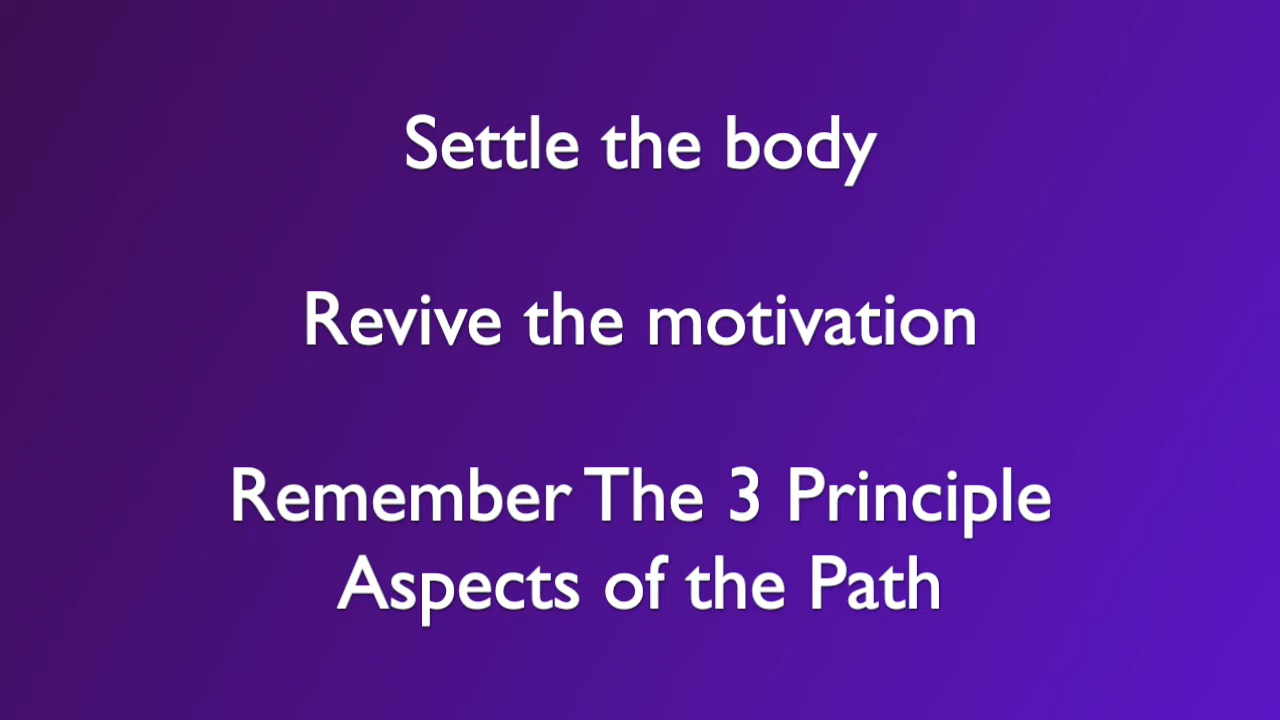 Settle the body
Revive the motivation
Remember The 3 Principle
Aspects of the Path